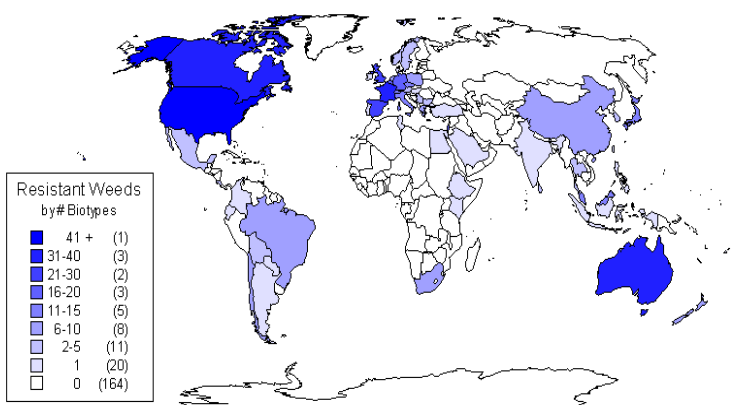 Resistant Weeds
by # Biotypes
41 + (1)
31-40 (3)
21-30 (2)
16-20 (3)
11-15 (5)
6-10 (8)
2-5 (11)
1 (20)
0 (164)